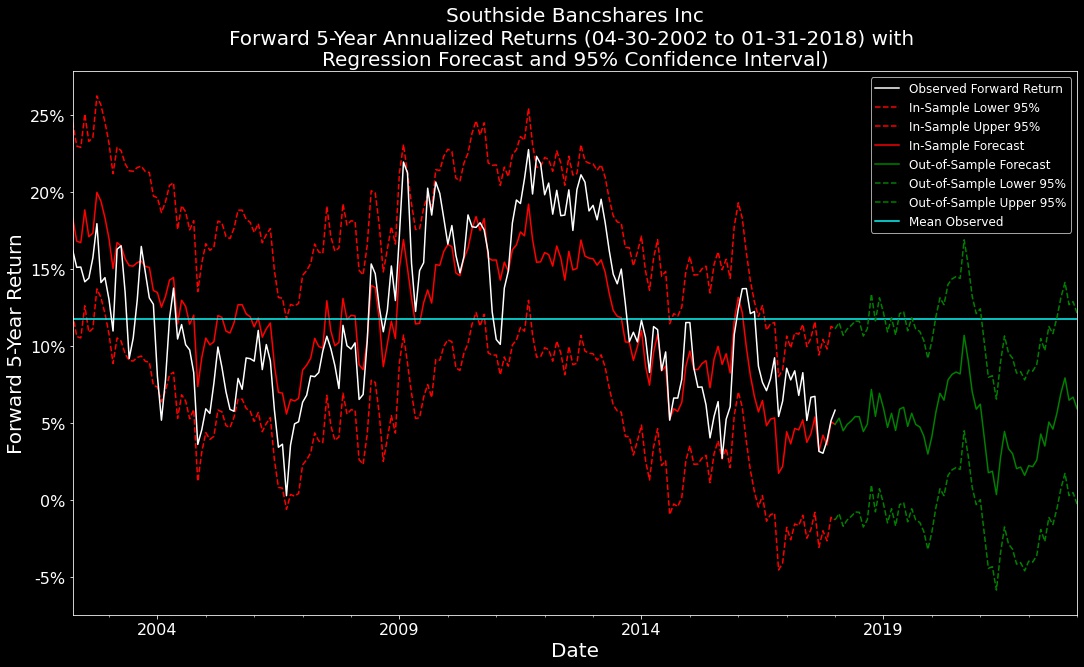 Southside Bancshares Inc
Forward 5-Year Annualized Returns (04-30-2002 to 01-31-2018) with
Regression Forecast and 95% Confidence Interval)
Observed Forward Return
In-Sample Lower 95%
In-Sample Upper 95%
In-Sample Forecast
Out-of-Sample Forecast
Out-of-Sample Lower 95%
Out-of-Sample Upper 95%
Mean Observed
Forward 5-Year Return
25%
20%
15%
10%
5%
0%
-5%
2004
2009
2014
2019
Date